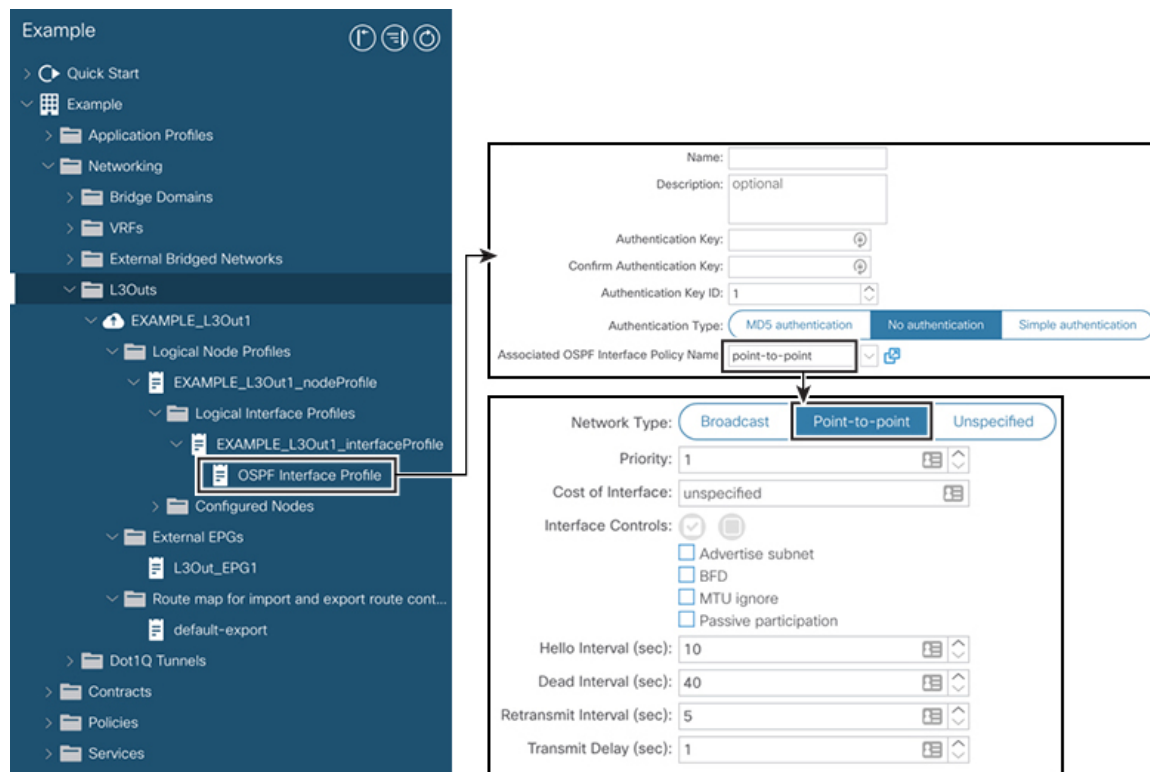 Example
Quick Start
Example
Application Profiles
Networking
Bridge Domains
VRFs
External Bridged Networks
L3Outs
EXAMPLE_L3Out1
Logical Node Profiles
EXAMPLE_L3Out1_nodeProfile
Logical Interface Profiles
EXAMPLE_L3Out1_interfaceProfile
OSPF Interface Profile
Configured Nodes
External EPGs
L3Out_EPG1
Route map for import and export route cont...
default-export
Dot1Q Tunnels
Contracts
Policies
Services
Name:
Description: optional
Authentication Key:
Confirm Authentication Key:
Authentication Key ID: 1
Authentication Type: MD5 authentication No authentication Simple authentication
Associated OSPF Interface Policy Name point-to-point
Network Type: Broadcast Point-to-point Unspecified
Priority: 1
Cost of Interface: unspecified
Interface Controls:
Advertise subnet
BFD
MTU ignore
Passive participation
Hello Interval (sec): 10
Dead Interval (sec): 40
Retransmit Interval (sec): 5
Transmit Delay (sec): 1